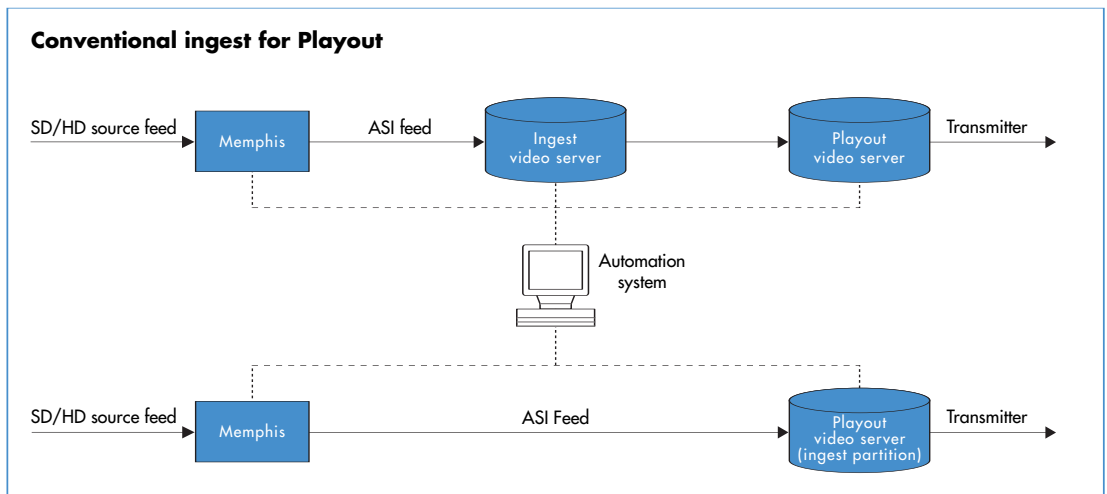 Conventional ingest for Playout
SD/HD source feed
Memphis
ASI feed
Ingest
video server
Playout
video server
Transmitter
Automation
system
SD/HD source feed
Memphis
ASI Feed
Playout
video server
(ingest partition)
Transmitter